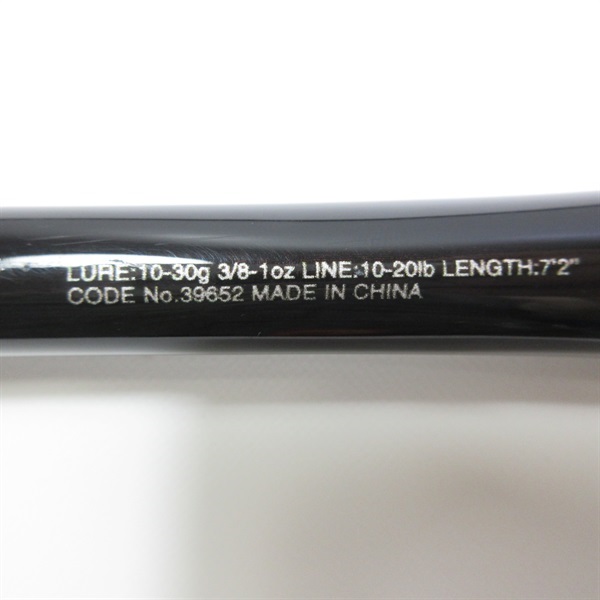 LURE:10-30g 3/8-1oz LINE:10-20lb LENGTH:7'2"
CODE No.39652 MADE IN CHINA